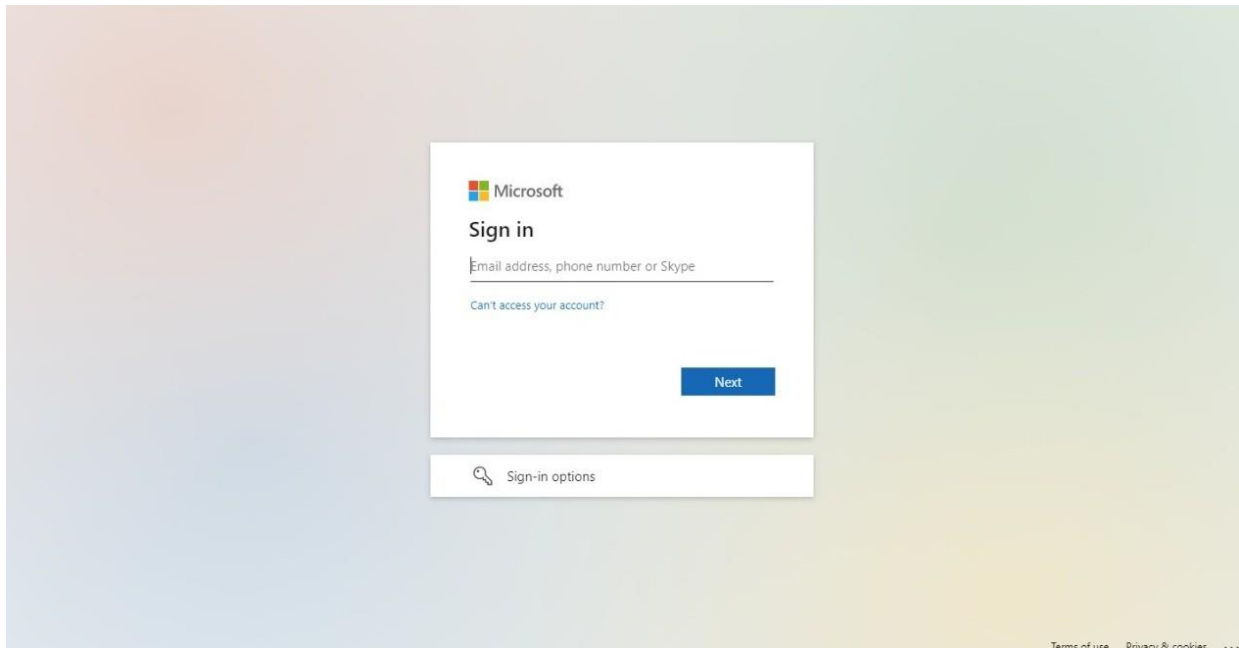 Microsoft
Sign in
Email address, phone number or Skype
Can't access your account?
Next
Sign-in options
Terms of use Privacy & cookies ...